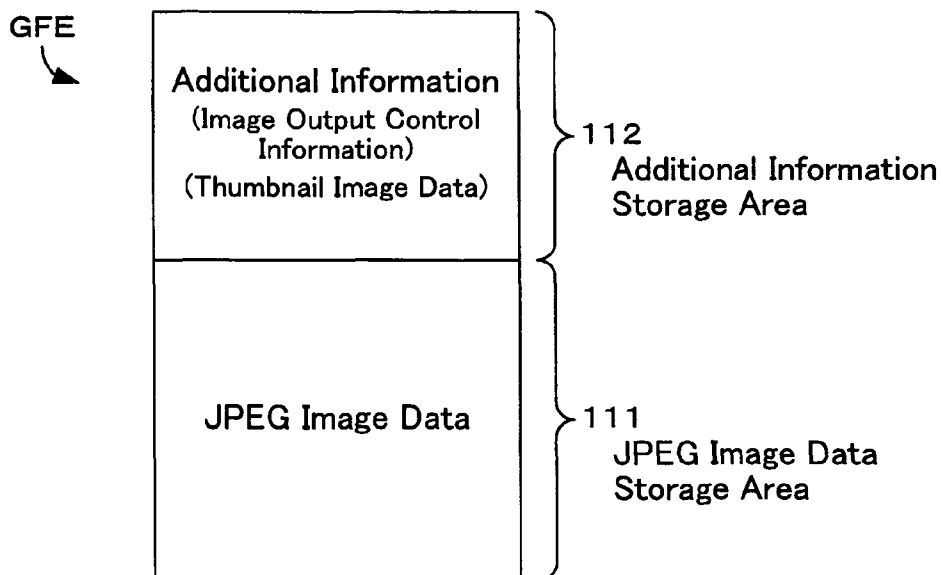 GFE
Additional Information
(Image Output Control
Information)
(Thumbnail Image Data)
112
Additional Information
Storage Area
JPEG Image Data
111
JPEG Image Data
Storage Area